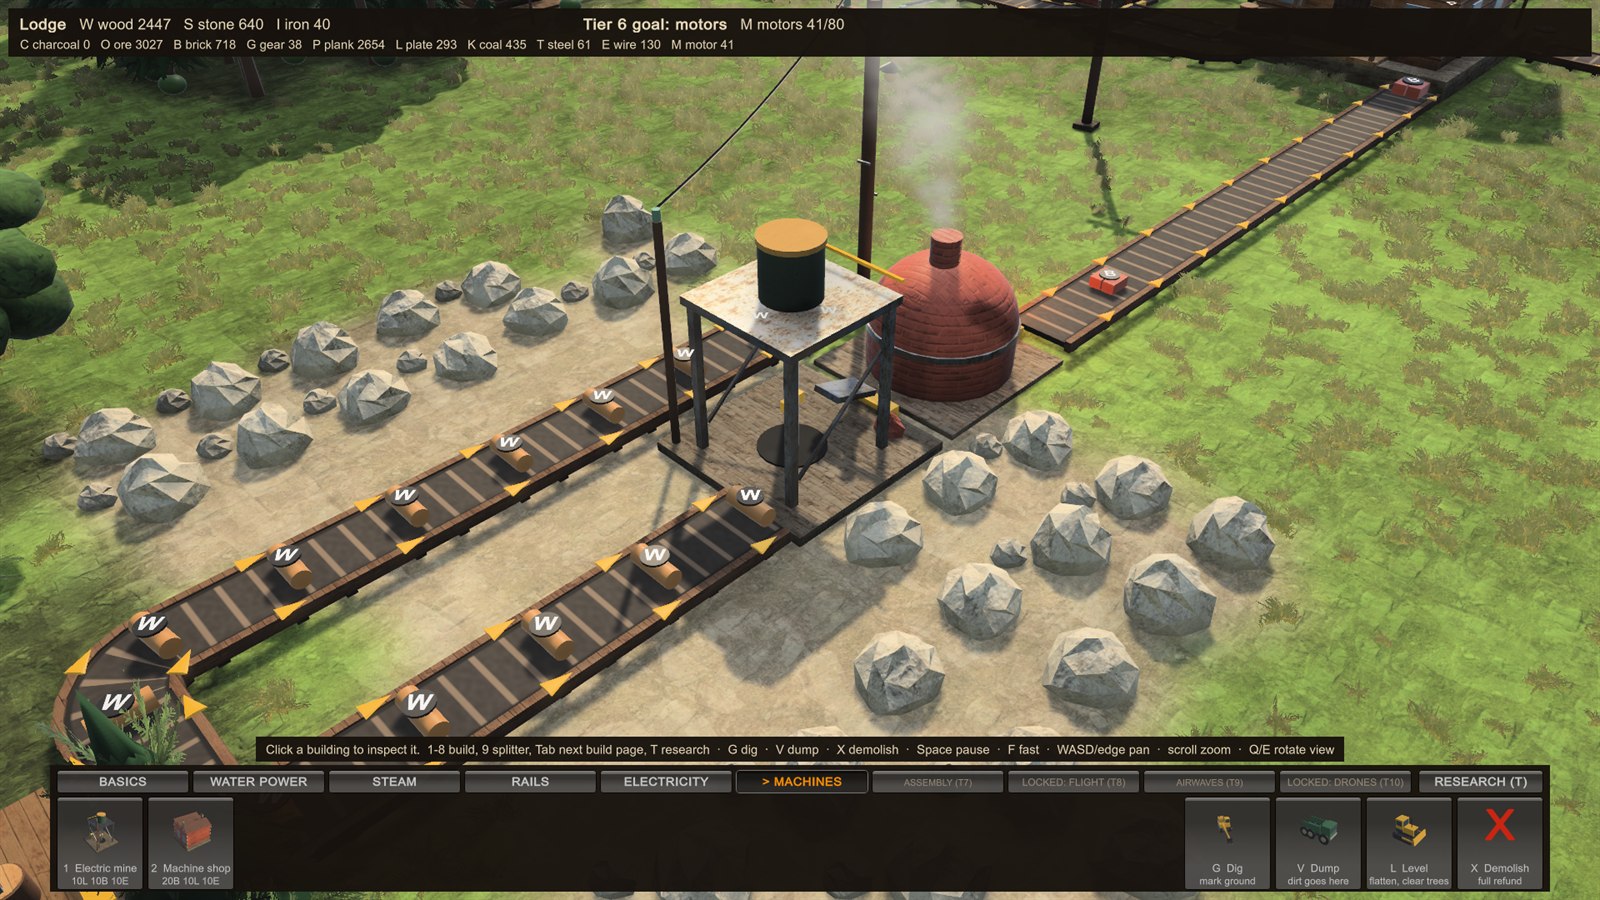 Lodge W wood 2447 S stone 640 I iron 40
Tier 6 goal: motors M motors 41/80
C charcoal 0 O ore 3027 B brick 718 G gear 38 P plank 2654 L plate 293 K coal 435 T steel 61 E wire 130 M motor 41
B
B
W
W
W
W
W
W
W
W
W
W
W
W
W
Click a building to inspect it. 1-8 build, 9 splitter, Tab next build page, T research · G dig · V dump · X demolish · Space pause · F fast · WASD/edge pan · scroll zoom · Q/E rotate view
BASICS
WATER POWER
STEAM
RAILS
ELECTRICITY
> MACHINES
ASSEMBLY (T7)
LOCKED: FLIGHT (T8)
AIRWAVES (T9)
LOCKED: DRONES (T10)
RESEARCH (T)
1 Electric mine
10L 10B 10E
2 Machine shop
20B 10L 10E
G Dig
mark ground
V Dump
dirt goes here
L Level
flatten, clear trees
X Demolish
full refund